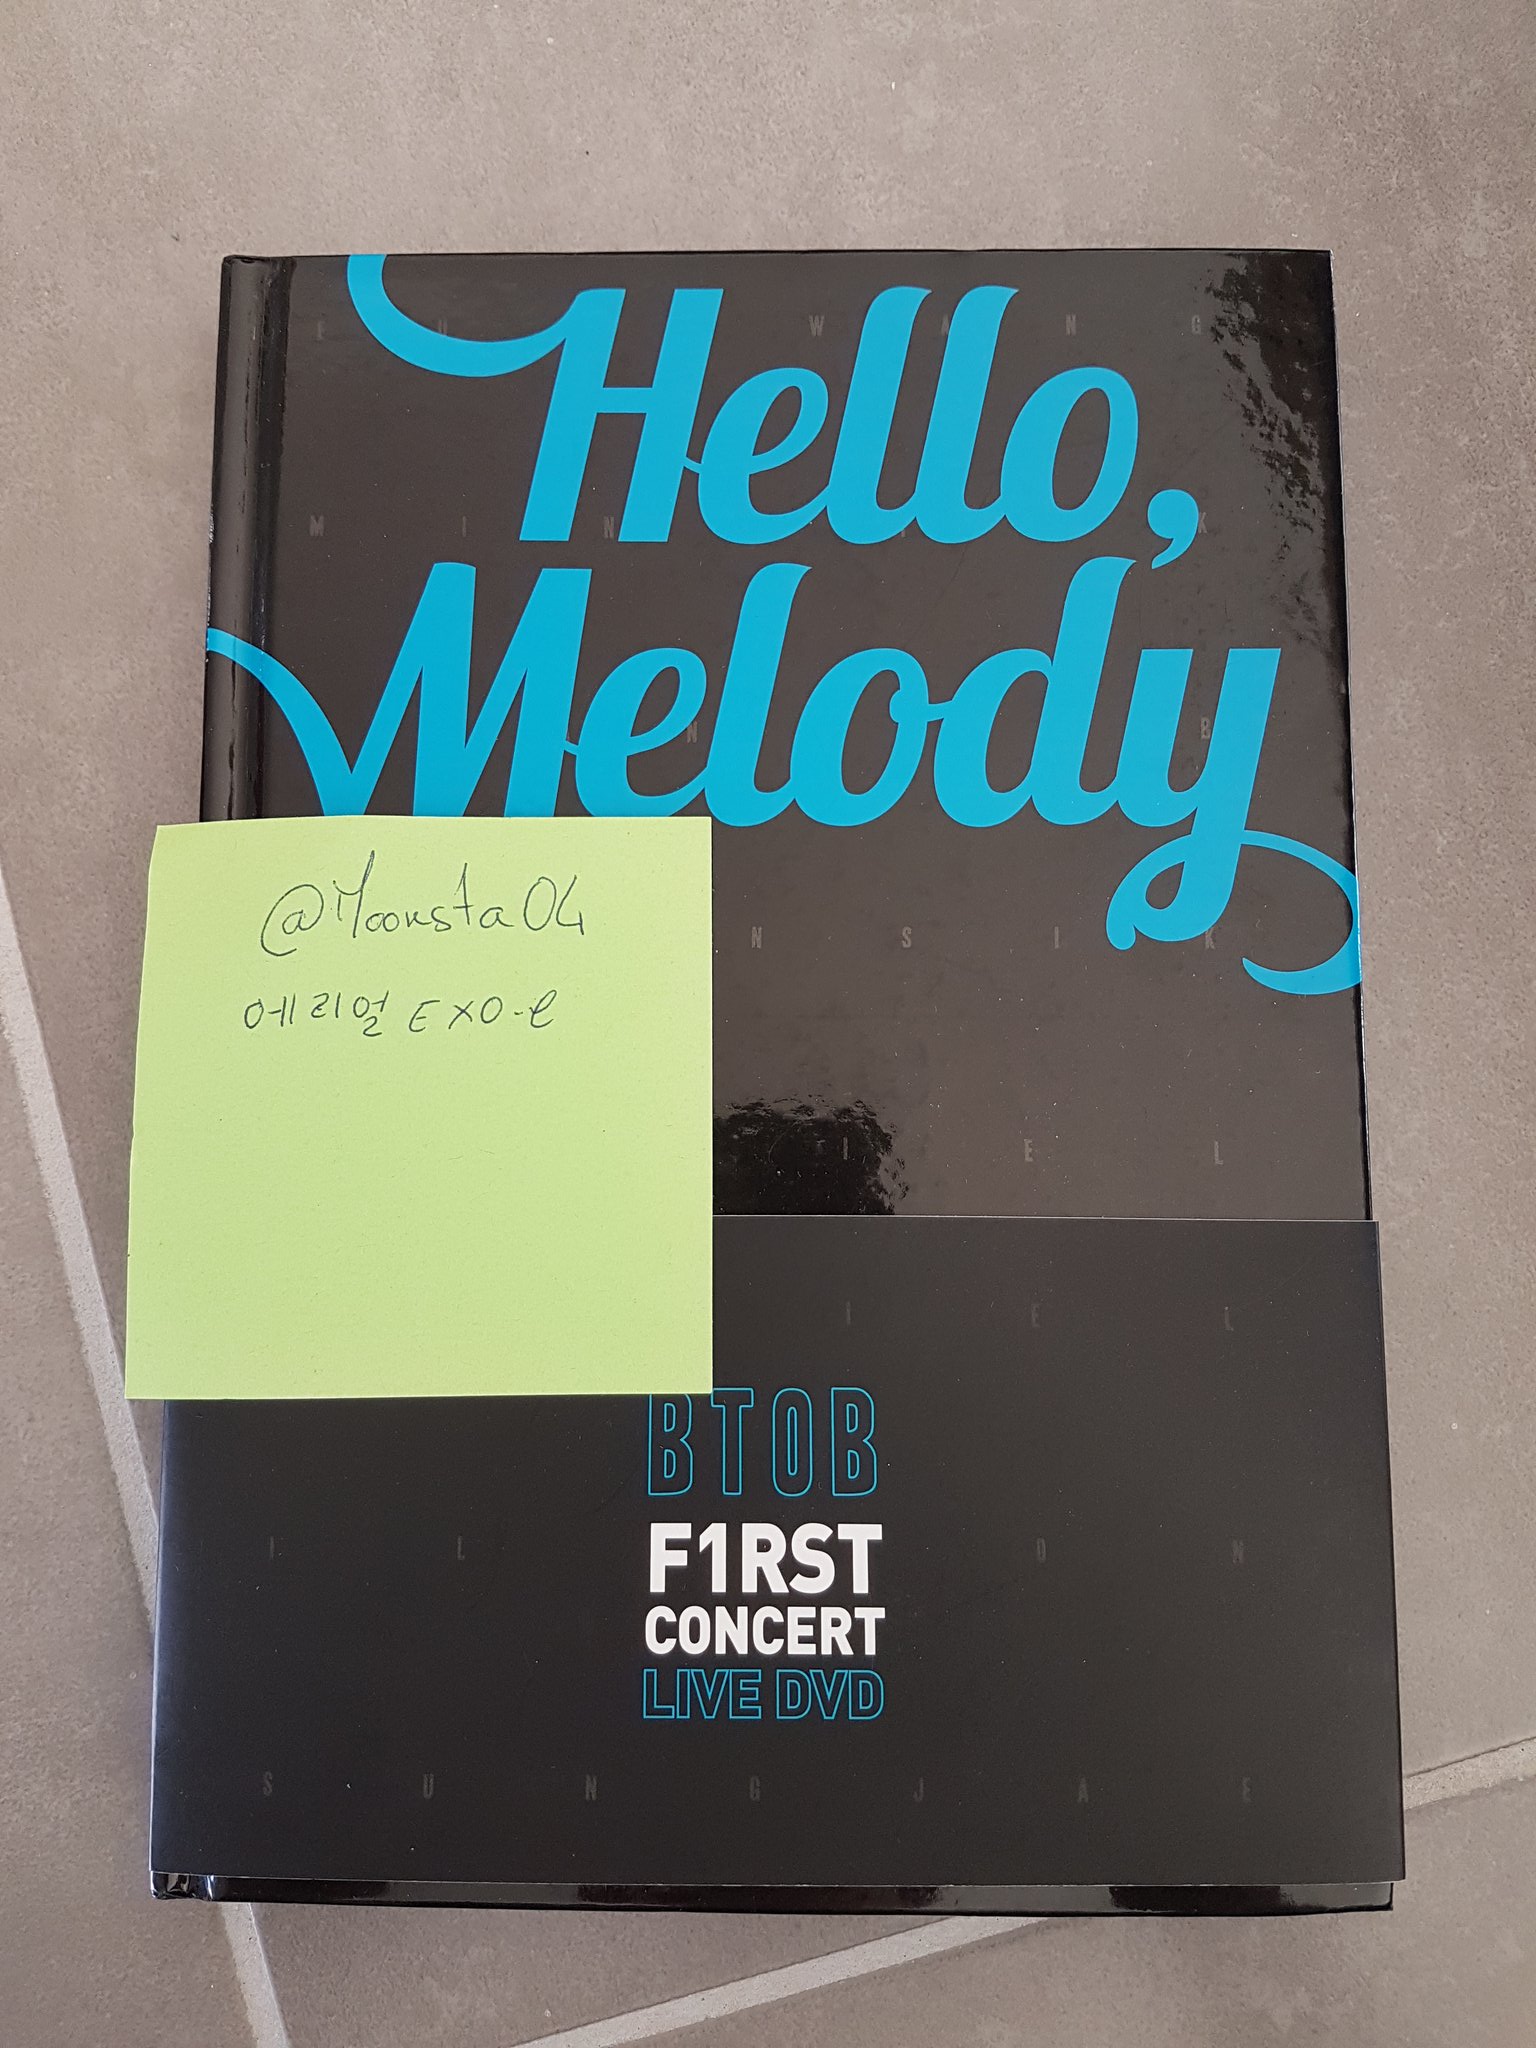 E U W A N G
Hello,
M I N
K
Melody
N B
N S I K
I E L
@Moonsta04
에리얼 EXO-l
I E L
BTOB
F1RST
CONCERT
LIVE DVD
I L O N
S U N G J A E